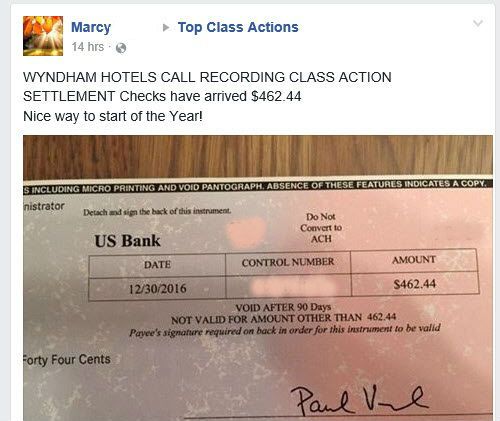 Marcy ▸ Top Class Actions
14 hrs ·
WYNDHAM HOTELS CALL RECORDING CLASS ACTION
SETTLEMENT Checks have arrived $462.44
Nice way to start of the Year!
S INCLUDING MICRO PRINTING AND VOID PANTOGRAPH. ABSENCE OF THESE FEATURES INDICATES A COPY.
nistrator
Detach and sign the back of this instrument.
Do Not
Convert to
ACH
US Bank
DATE CONTROL NUMBER AMOUNT
12/30/2016 $462.44
VOID AFTER 90 Days
NOT VALID FOR AMOUNT OTHER THAN 462.44
Payee's signature required on back in order for this instrument to be valid
Forty Four Cents